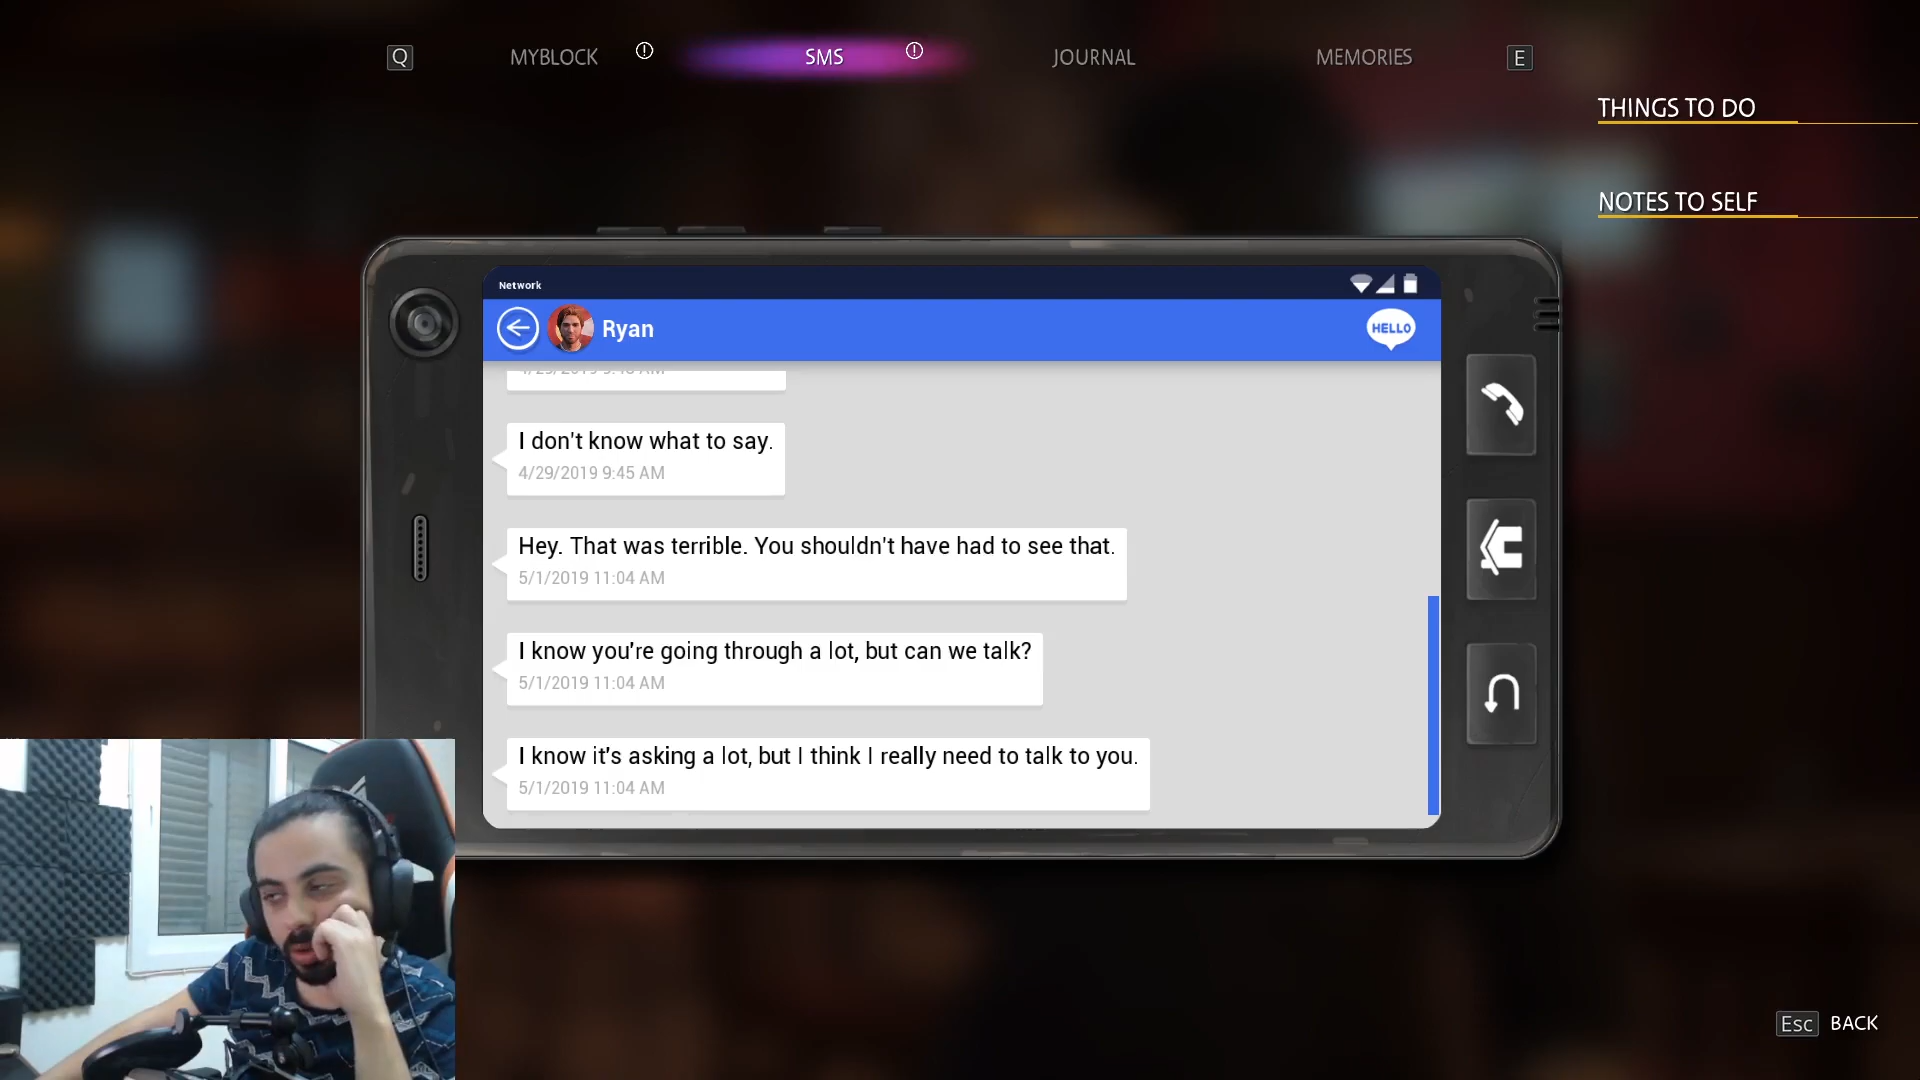 Q
MYBLOCK
SMS
JOURNAL
MEMORIES
E
THINGS TO DO
NOTES TO SELF
Network
Ryan
HELLO
I don't know what to say.
4/29/2019 9:45 AM
Hey. That was terrible. You shouldn't have had to see that.
5/1/2019 11:04 AM
I know you're going through a lot, but can we talk?
5/1/2019 11:04 AM
I know it's asking a lot, but I think I really need to talk to you.
5/1/2019 11:04 AM
Esc BACK